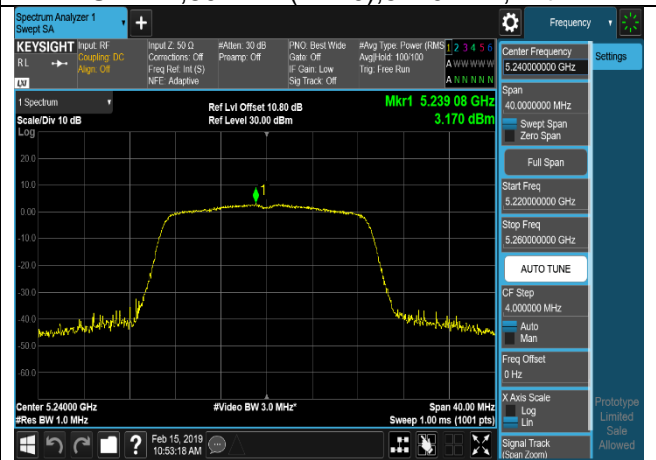 Spectrum Analyzer 1
Swept SA
Frequency
KEYSIGHT
RL
Input: RF
Coupling: DC
Align: Off
Input Z: 50 Ω
Corrections: Off
Freq Ref: Int (S)
NFE: Adaptive
#Atten: 30 dB
Preamp: Off
PNO: Best Wide
Gate: Off
IF Gain: Low
Sig Track: Off
#Avg Type: Power (RMS
Avg|Hold: 100/100
Trig: Free Run
1 2 3 4 5 6
A W W W W W
A N N N N N
LXI
1 Spectrum
Scale/Div 10 dB
Log
Ref Lvl Offset 10.80 dB
Ref Level 30.00 dBm
Mkr1 5.239 08 GHz
3.170 dBm
1
20.0
10.0
0.00
-10.0
-20.0
-30.0
-40.0
-50.0
-60.0
Center 5.24000 GHz
#Res BW 1.0 MHz
#Video BW 3.0 MHz*
Span 40.00 MHz
Sweep 1.00 ms (1001 pts)
Feb 15, 2019
10:53:18 AM
Center Frequency
5.240000000 GHz
Span
40.0000000 MHz
Swept Span
Zero Span
Full Span
Start Freq
5.220000000 GHz
Stop Freq
5.260000000 GHz
AUTO TUNE
CF Step
4.000000 MHz
Auto
Man
Freq Offset
0 Hz
X Axis Scale
Log
Lin
Signal Track
(Span Zoom)
Settings
Prototype
Limited
Sale
Allowed